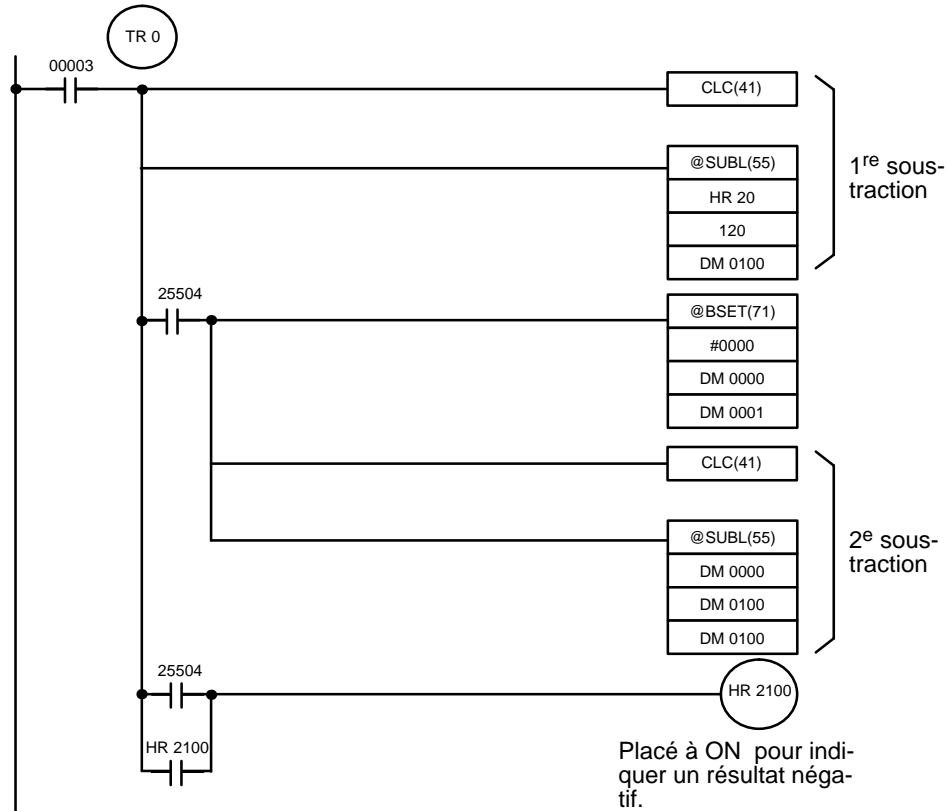 TR 0
00003
CLC(41)
@SUBL(55)
HR 20
120
DM 0100
1re sous-
traction
25504
@BSET(71)
#0000
DM 0000
DM 0001
CLC(41)
@SUBL(55)
DM 0000
DM 0100
DM 0100
2e sous-
traction
25504
HR 2100
HR 2100
Placé à ON pour indi-
quer un résultat néga-
tif.